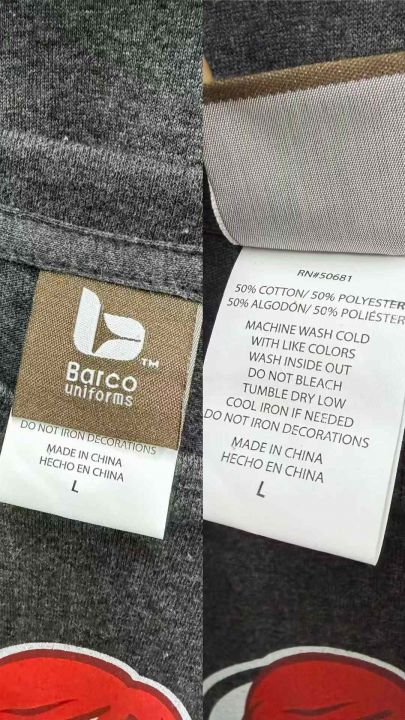 TM
Barco
uniforms
DO NOT IRON DECORATIONS
MADE IN CHINA
HECHO EN CHINA
L
RN#50681
50% COTTON/ 50% POLYESTER
50% ALGODÓN/ 50% POLIÉSTER
MACHINE WASH COLD
WITH LIKE COLORS
WASH INSIDE OUT
DO NOT BLEACH
TUMBLE DRY LOW
COOL IRON IF NEEDED
DO NOT IRON DECORATIONS
MADE IN CHINA
HECHO EN CHINA
L